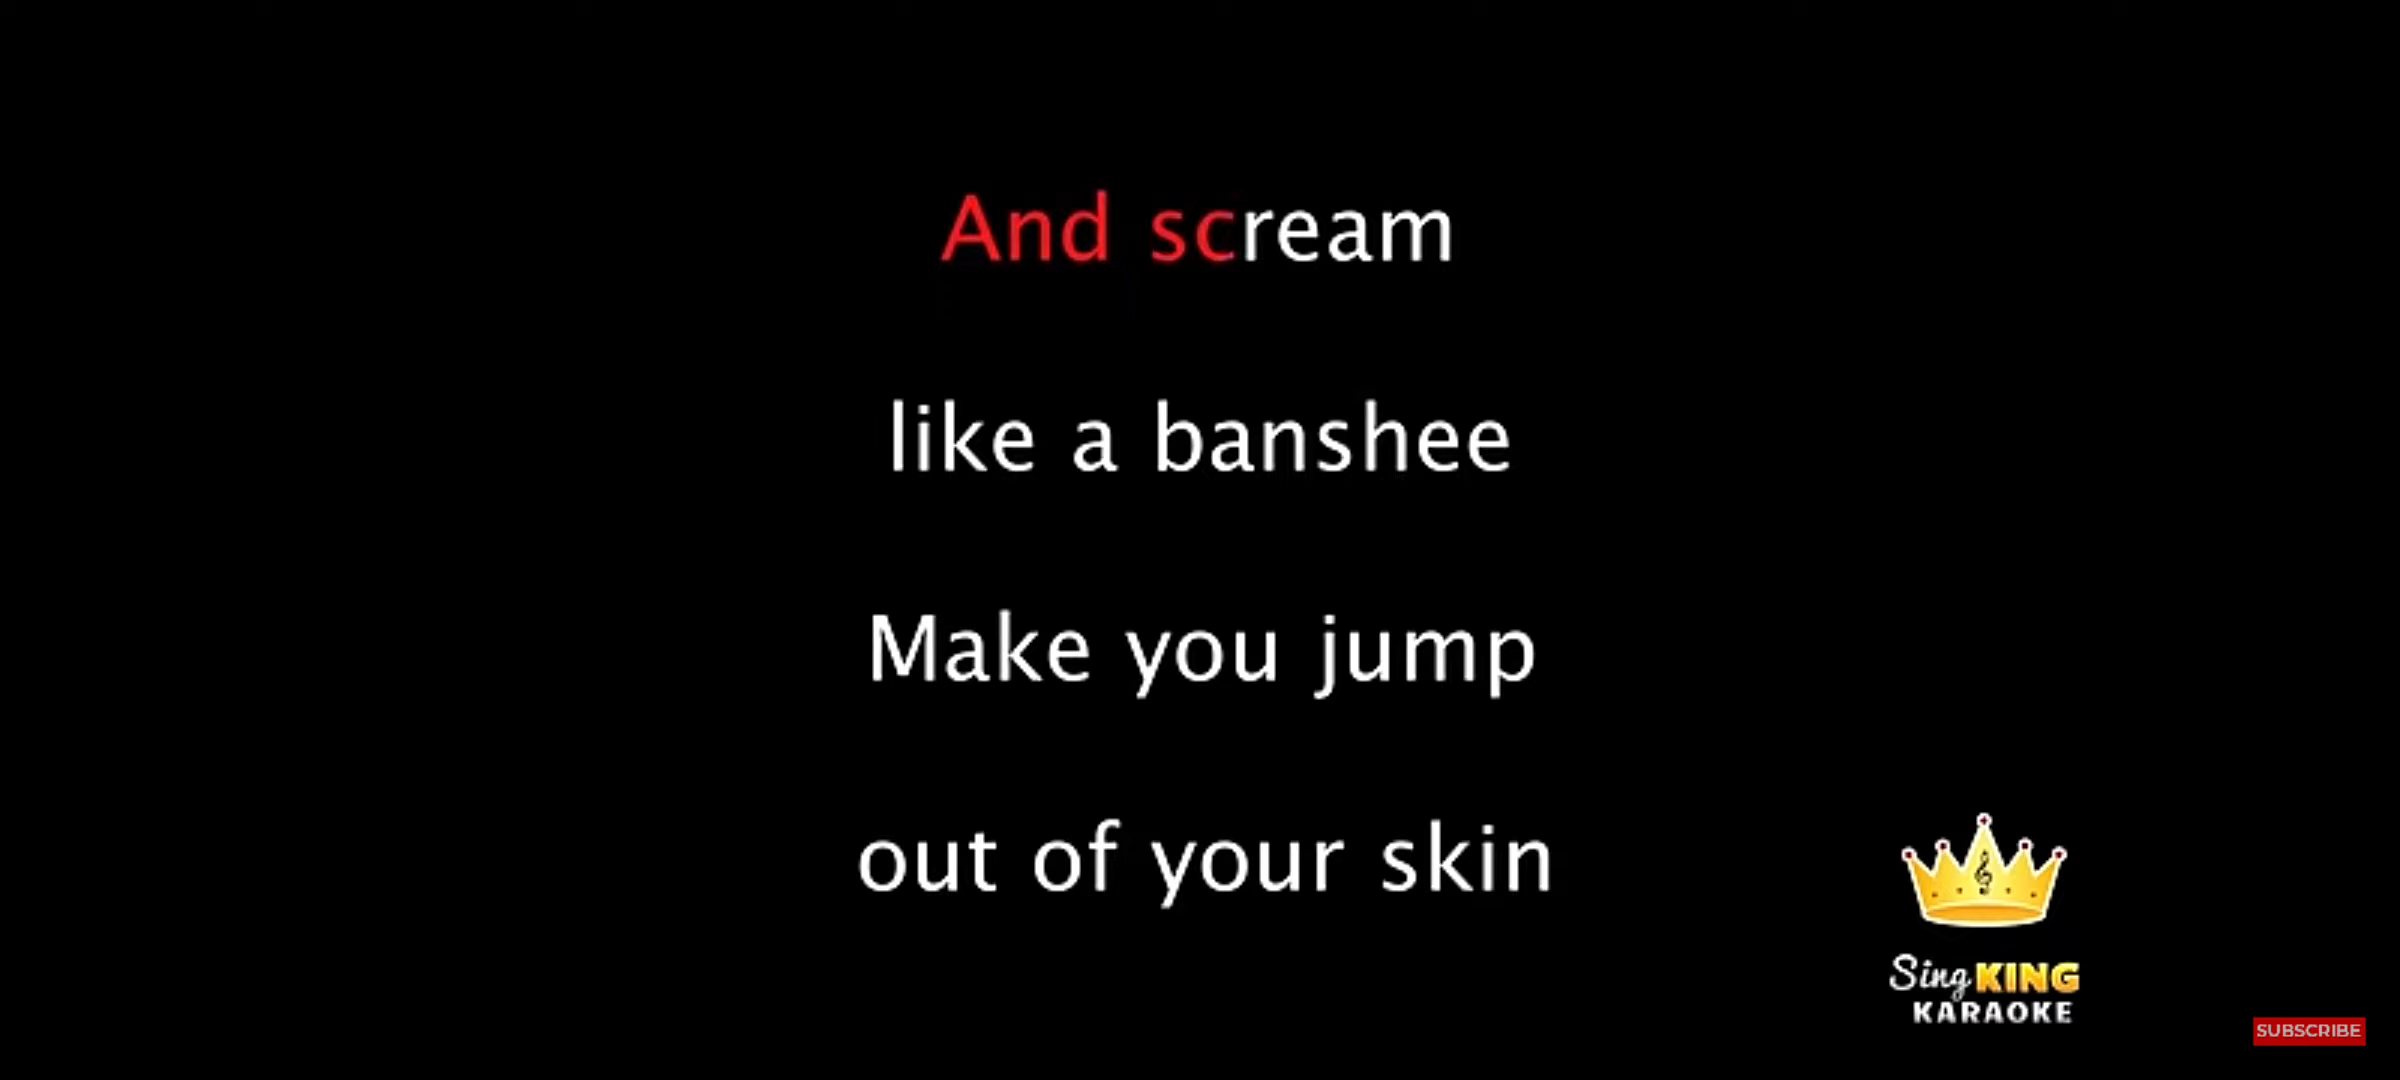 And scream
like a banshee
Make you jump
out of your skin
Sing KING
KARAOKE
SUBSCRIBE